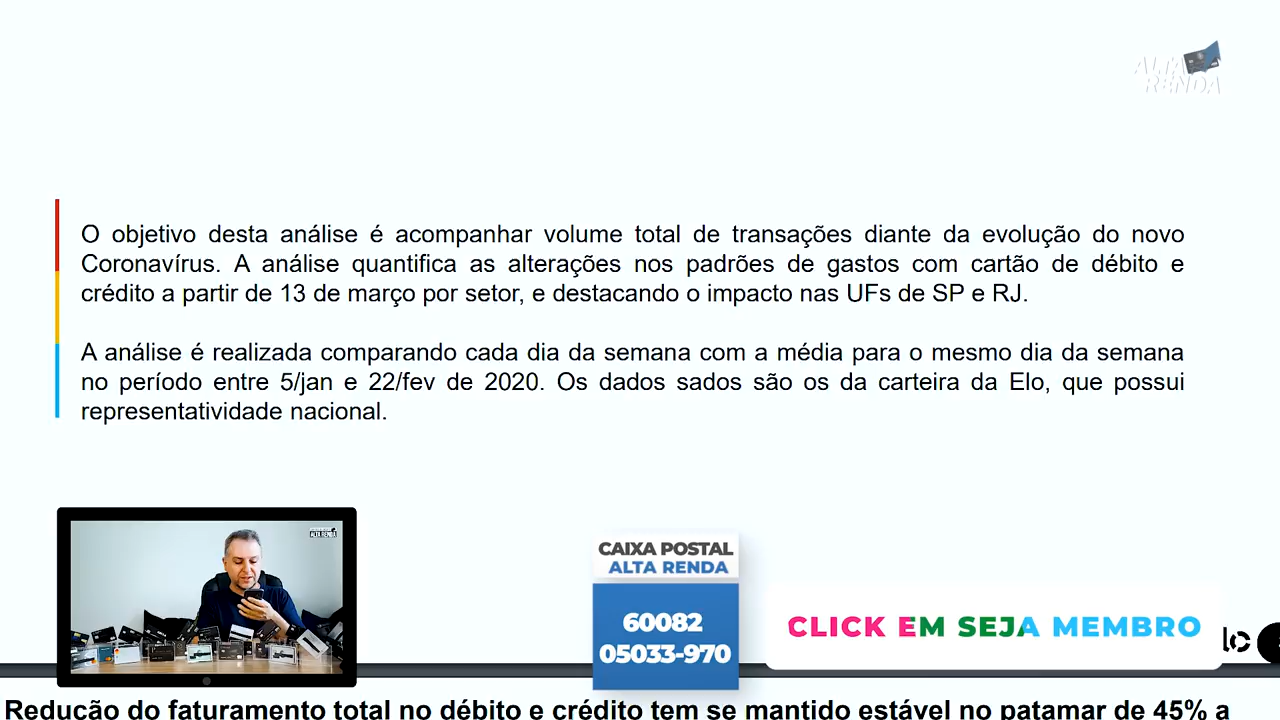 ALTA
RENDA
O objetivo desta análise é acompanhar volume total de transações diante da evolução do novo
Coronavírus. A análise quantifica as alterações nos padrões de gastos com cartão de débito e
crédito a partir de 13 de março por setor, e destacando o impacto nas UFs de SP e RJ.
A análise é realizada comparando cada dia da semana com a média para o mesmo dia da semana
no período entre 5/jan e 22/fev de 2020. Os dados sados são os da carteira da Elo, que possui
representatividade nacional.
ALTA RENDA
CAIXA POSTAL
ALTA RENDA
60082
05033-970
CLICK EM SEJA MEMBRO
lo
Redução do faturamento total no débito e crédito tem se mantido estável no patamar de 45% a